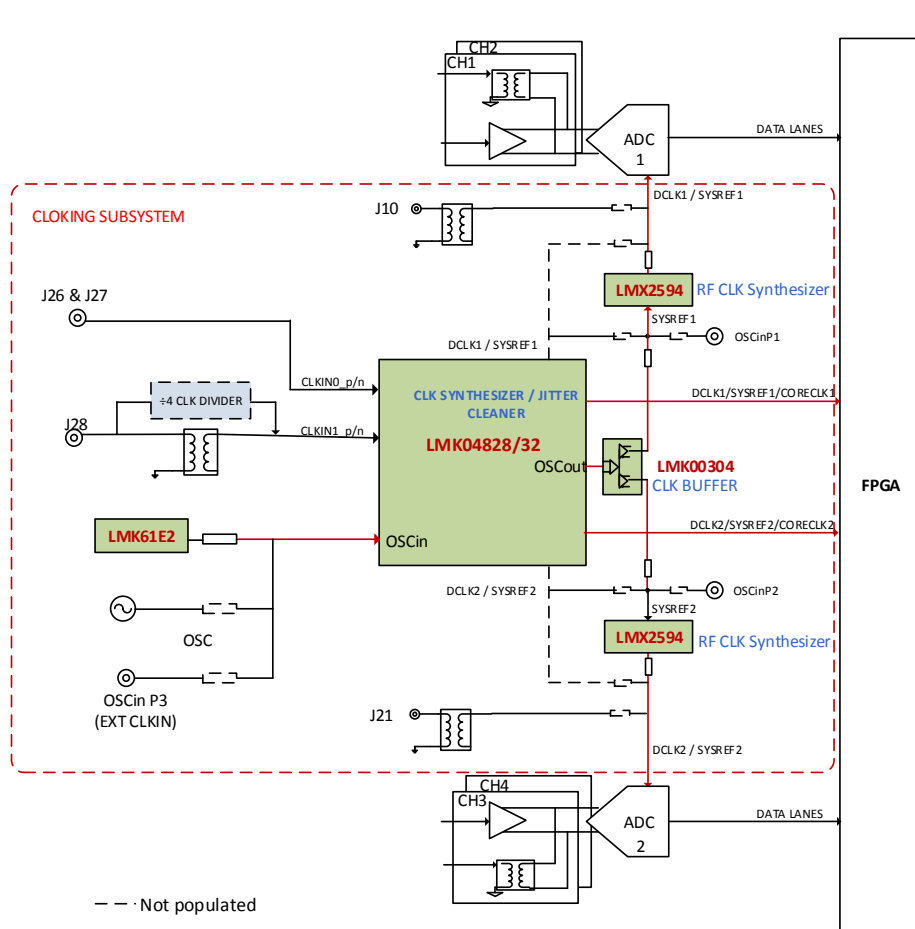 CH2
CH1
ADC
1
DATA LANES
DCLK1 / SYSREF1
J10
CLOKING SUBSYSTEM
LMX2594
RF CLK Synthesizer
J26 & J27
SYSREF1
OSCinP1
DCLK1 / SYSREF1
CLKIN0_p/n
÷4 CLK DIVIDER
CLK SYNTHESIZER / JITTER
CLEANER
DCLK1/SYSREF1/CORECLK1
J28
CLKIN1_p/n
LMK04828/32
OSCout
LMK00304
CLK BUFFER
FPGA
LMK61E2
OSCin
DCLK2/SYSREF2/CORECLK2
DCLK2 / SYSREF2
OSCinP2
SYSREF2
OSC
LMX2594
RF CLK Synthesizer
OSCin P3
(EXT CLKIN)
J21
DCLK2 / SYSREF2
CH4
CH3
ADC
2
DATA LANES
Not populated